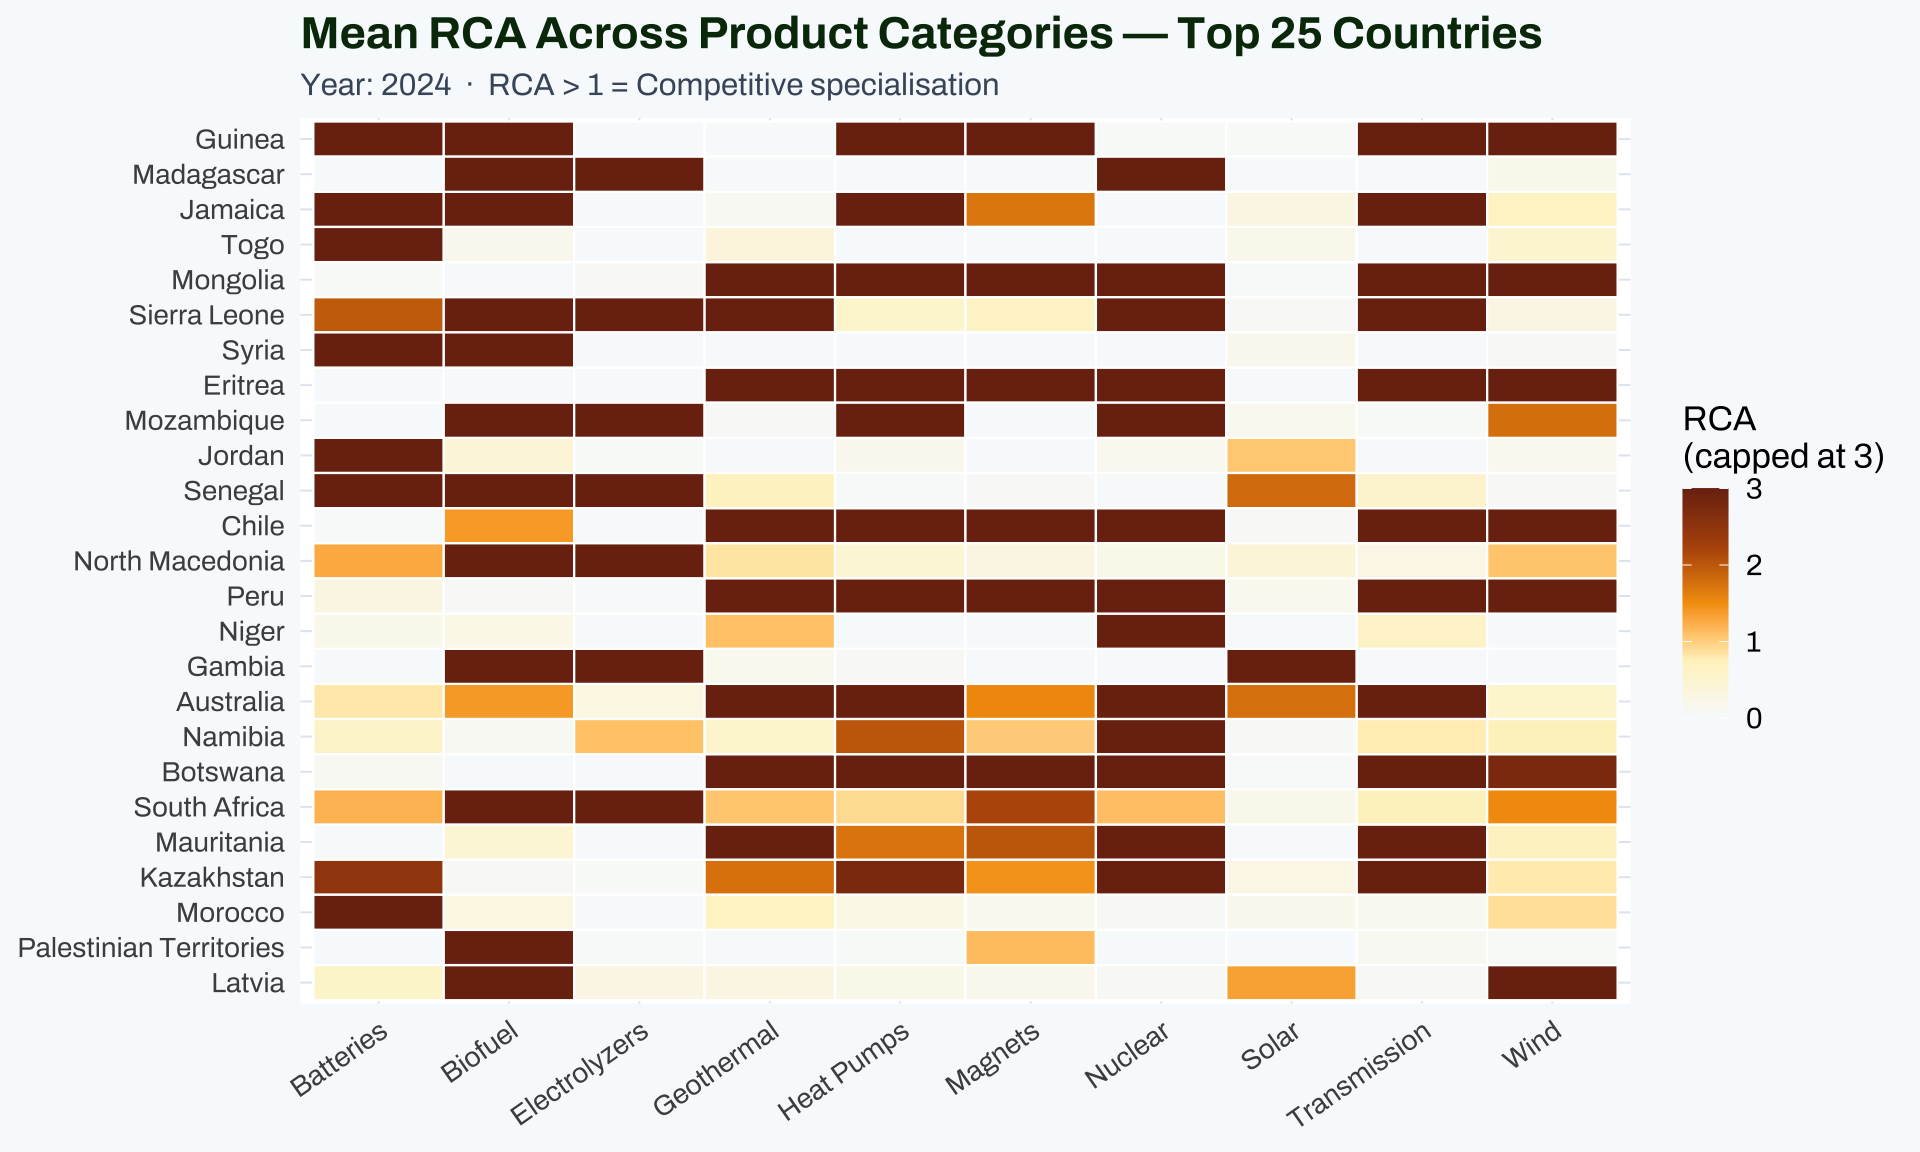 Mean RCA Across Product Categories — Top 25 Countries
Year: 2024 · RCA > 1 = Competitive specialisation
Guinea
Madagascar
Jamaica
Togo
Mongolia
Sierra Leone
Syria
Eritrea
Mozambique
Jordan
Senegal
Chile
North Macedonia
Peru
Niger
Gambia
Australia
Namibia
Botswana
South Africa
Mauritania
Kazakhstan
Morocco
Palestinian Territories
Latvia
Batteries
Biofuel
Electrolyzers
Geothermal
Heat Pumps
Magnets
Nuclear
Solar
Transmission
Wind
RCA
(capped at 3)
3
2
1
0